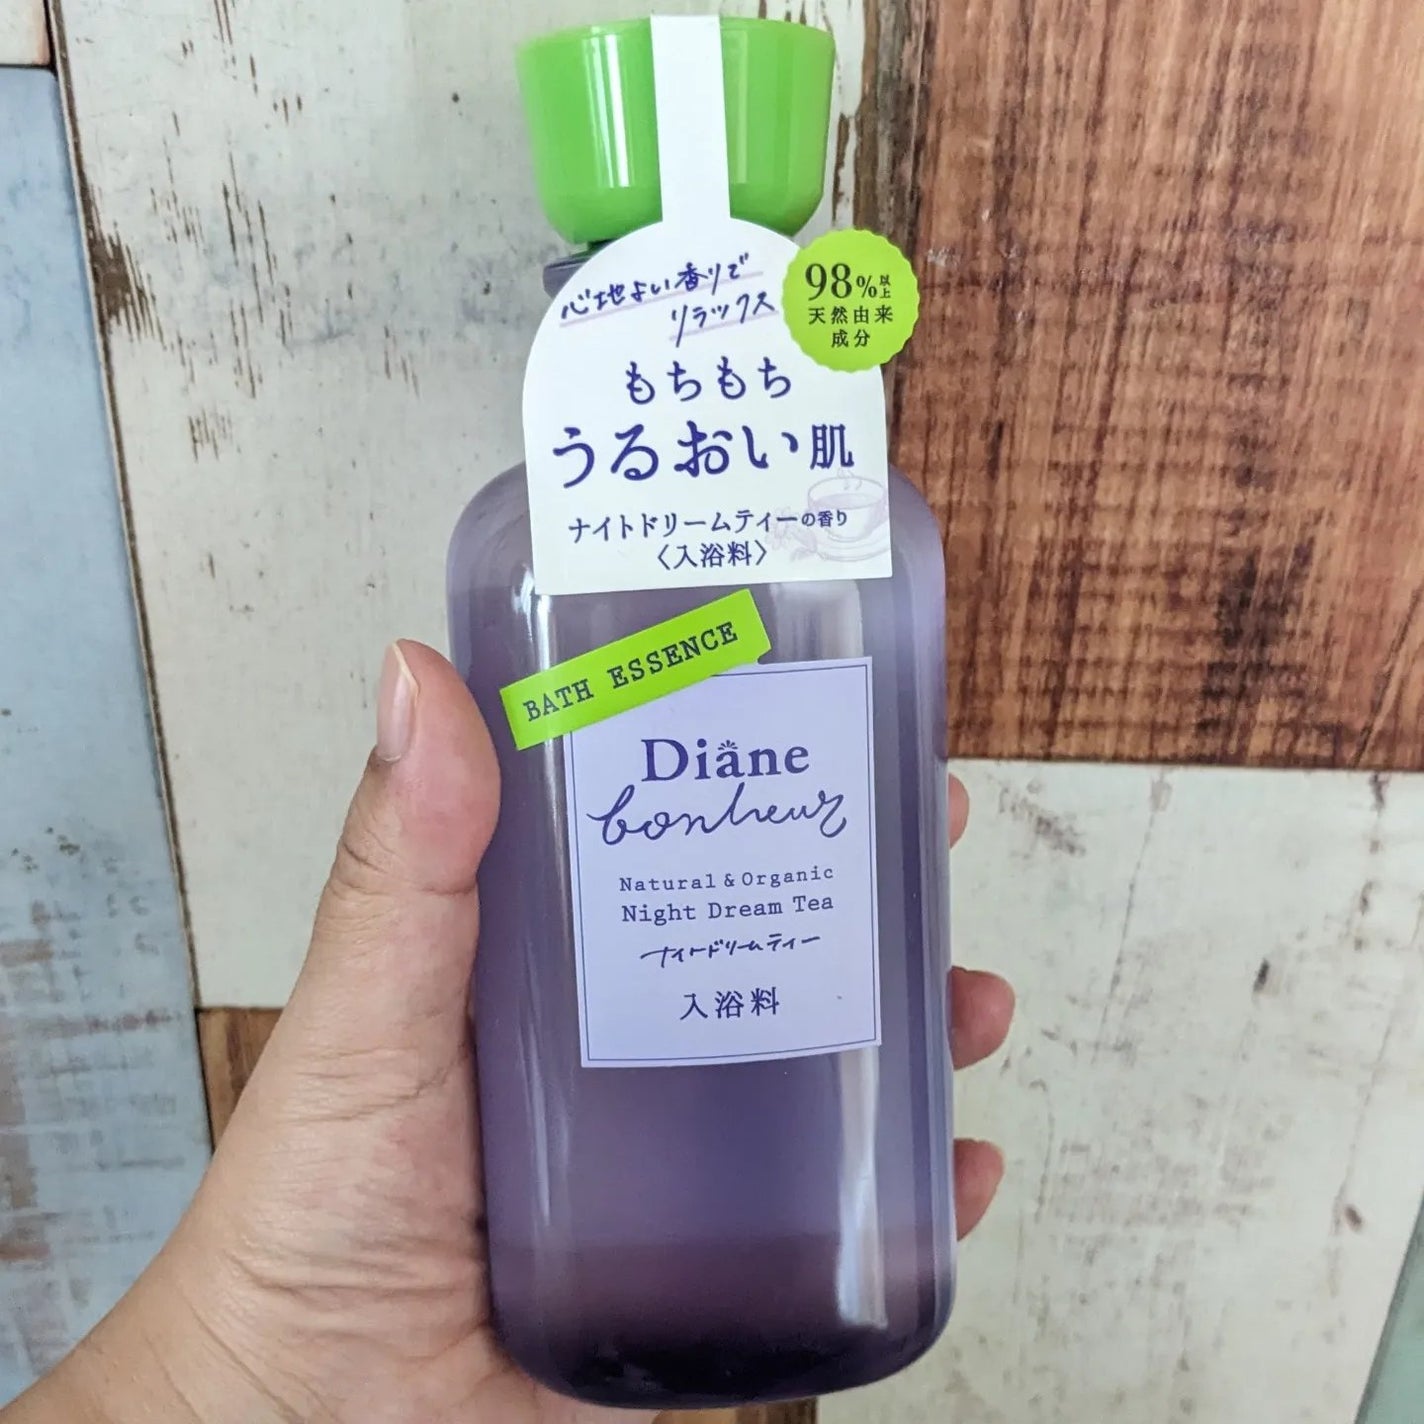 心地よい香りで
リラックス
98%以上
天然由来
成分
もちもち
うるおい肌
ナイトドリームティーの香り
〈入浴料〉
BATH ESSENCE
Diane
bonheur
Natural & Organic
Night Dream Tea
ナイトドリームティー
入浴料